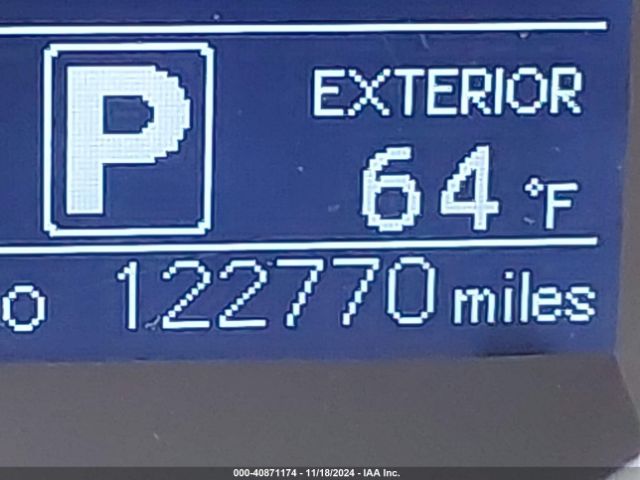 P
EXTERIOR
64 °F
o 122770 miles
000-40871174 - 11/18/2024 - IAA Inc.